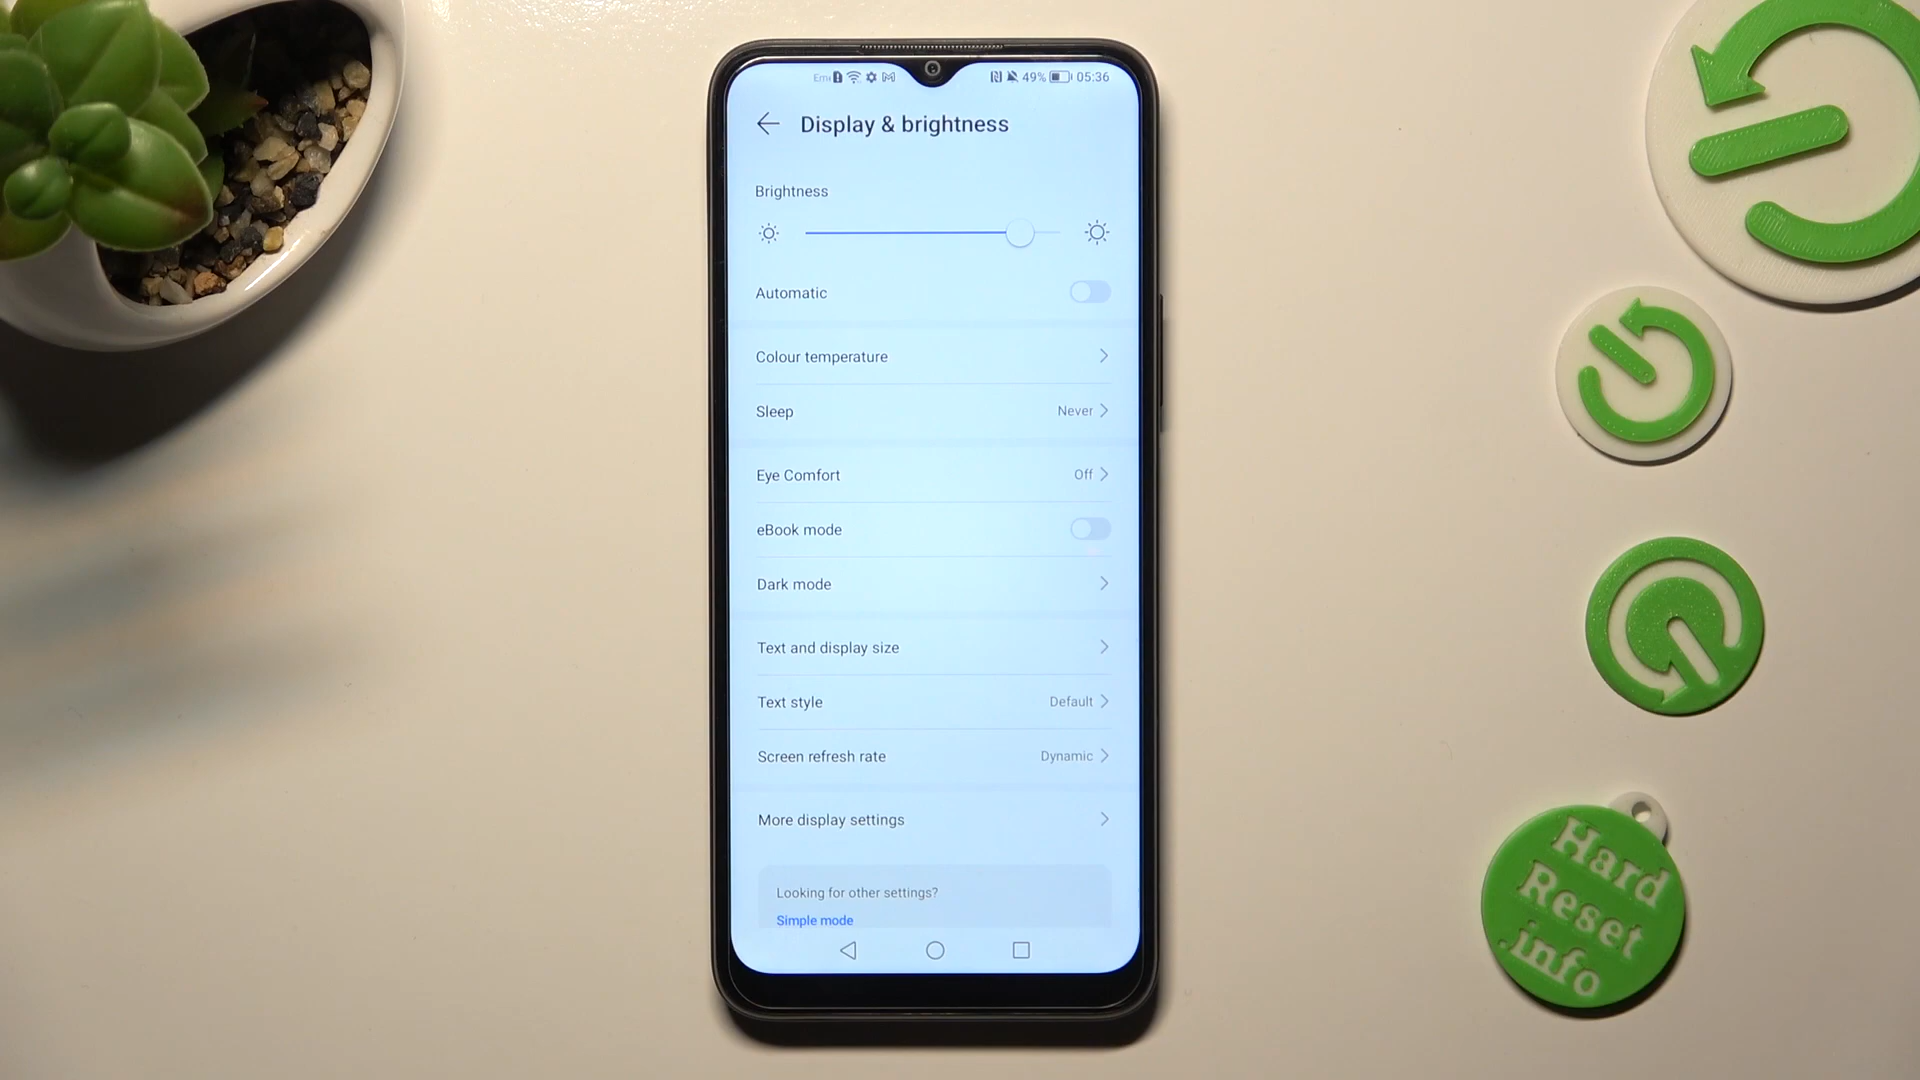 49% 05:36
Display & brightness
Brightness
Automatic
Colour temperature
Sleep Never
Eye Comfort Off
eBook mode
Dark mode
Text and display size
Text style Default
Screen refresh rate Dynamic
More display settings
Looking for other settings?
Simple mode
Hard
Reset
.info